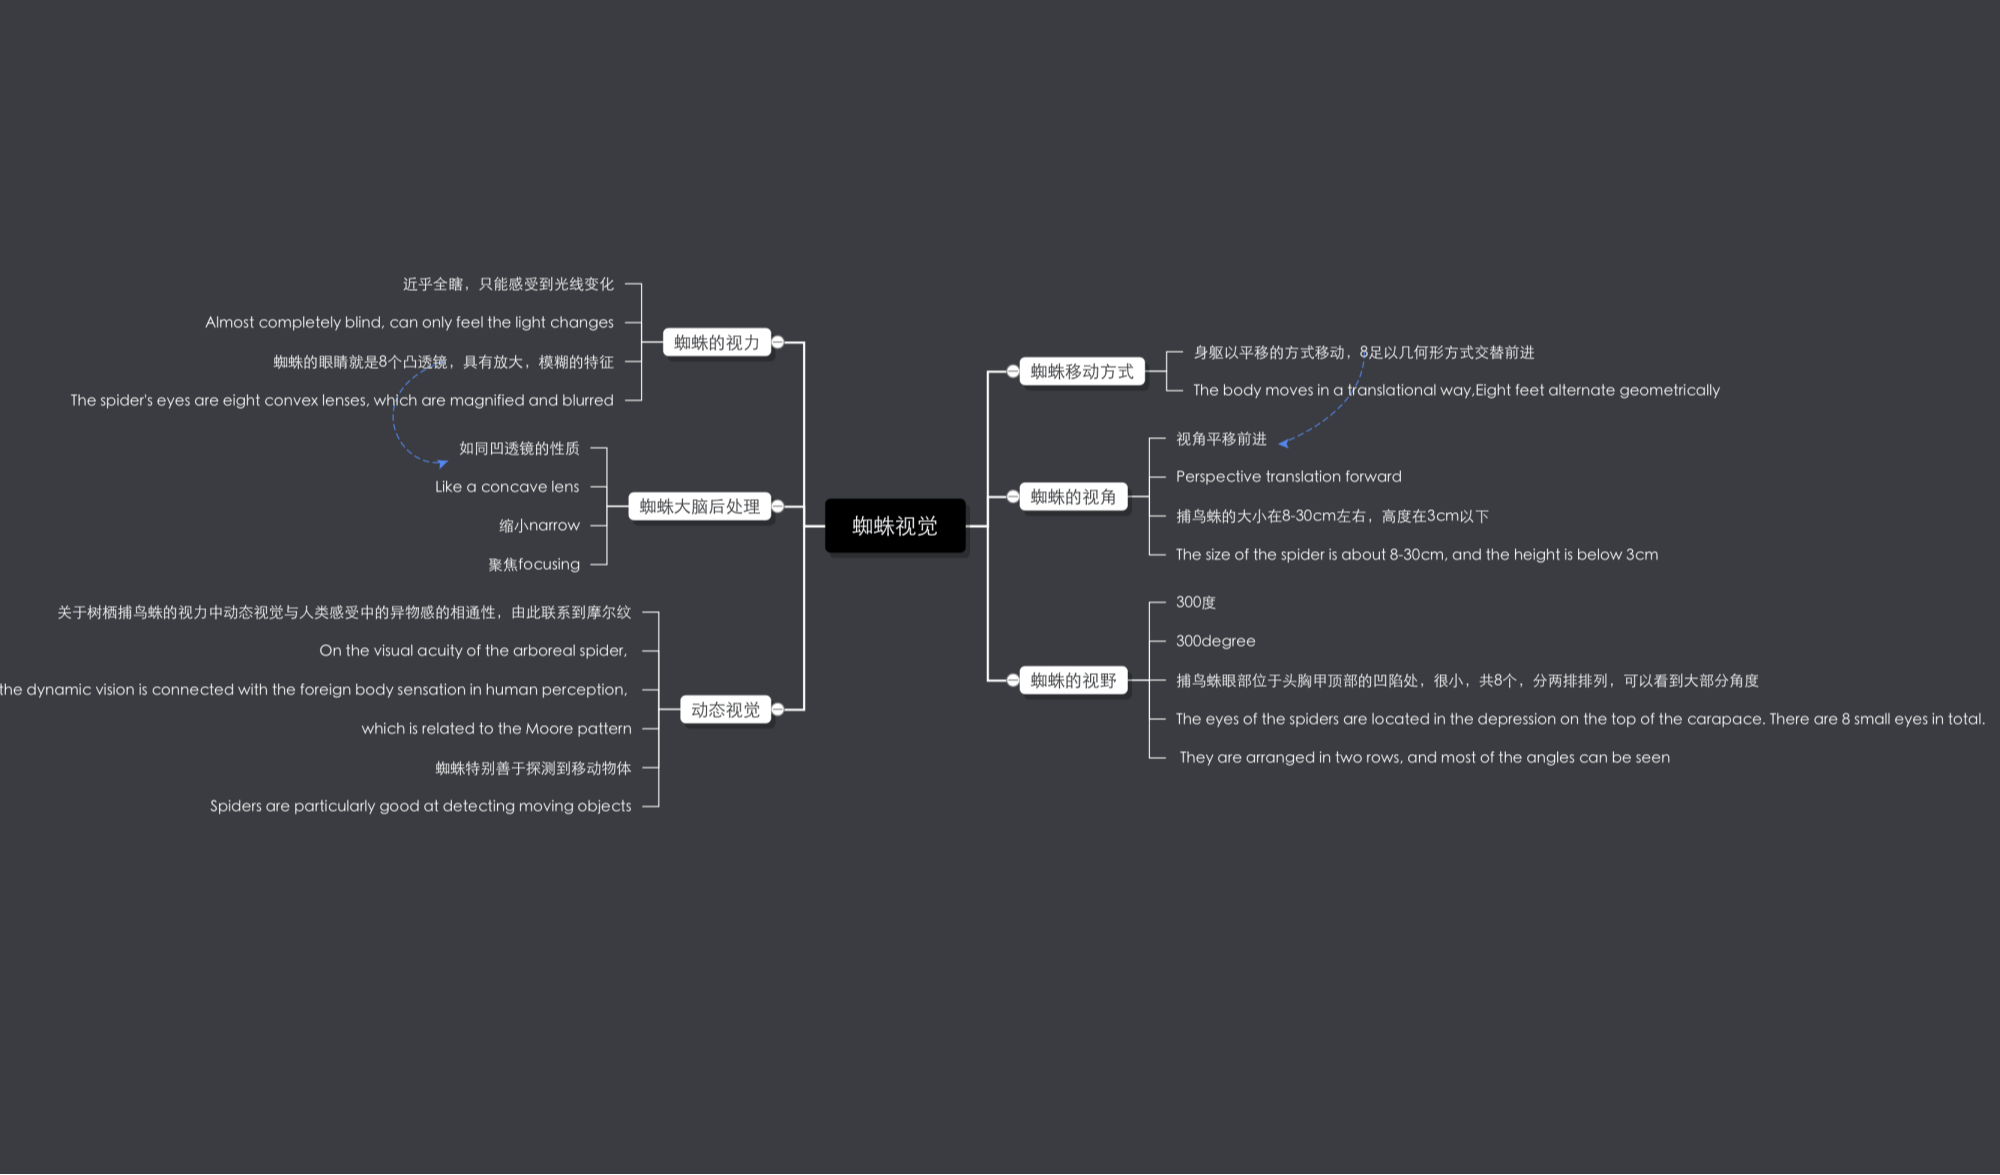 蜘蛛视觉
蜘蛛的视力
近乎全瞎，只能感受到光线变化
Almost completely blind, can only feel the light changes
蜘蛛的眼睛就是8个凸透镜，具有放大，模糊的特征
The spider's eyes are eight convex lenses, which are magnified and blurred
蜘蛛大脑后处理
如同凹透镜的性质
Like a concave lens
缩小narrow
聚焦focusing
动态视觉
关于树栖捕鸟蛛的视力中动态视觉与人类感受中的异物感的相通性，由此联系到摩尔纹
On the visual acuity of the arboreal spider,
the dynamic vision is connected with the foreign body sensation in human perception,
which is related to the Moore pattern
蜘蛛特别善于探测到移动物体
Spiders are particularly good at detecting moving objects
蜘蛛移动方式
身躯以平移的方式移动，8足以几何形方式交替前进
The body moves in a translational way,Eight feet alternate geometrically
蜘蛛的视角
视角平移前进
Perspective translation forward
捕鸟蛛的大小在8-30cm左右，高度在3cm以下
The size of the spider is about 8-30cm, and the height is below 3cm
蜘蛛的视野
300度
300degree
捕鸟蛛眼部位于头胸甲顶部的凹陷处，很小，共8个，分两排排列，可以看到大部分角度
The eyes of the spiders are located in the depression on the top of the carapace. There are 8 small eyes in total.
They are arranged in two rows, and most of the angles can be seen